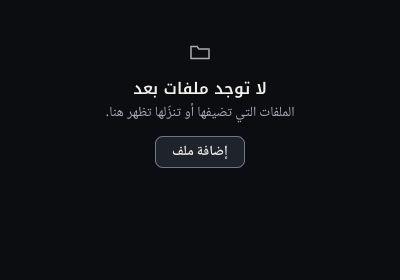 لا توجد ملفات بعد
الملفات التي تضيفها أو تنزّلها تظهر هنا.
إضافة ملف